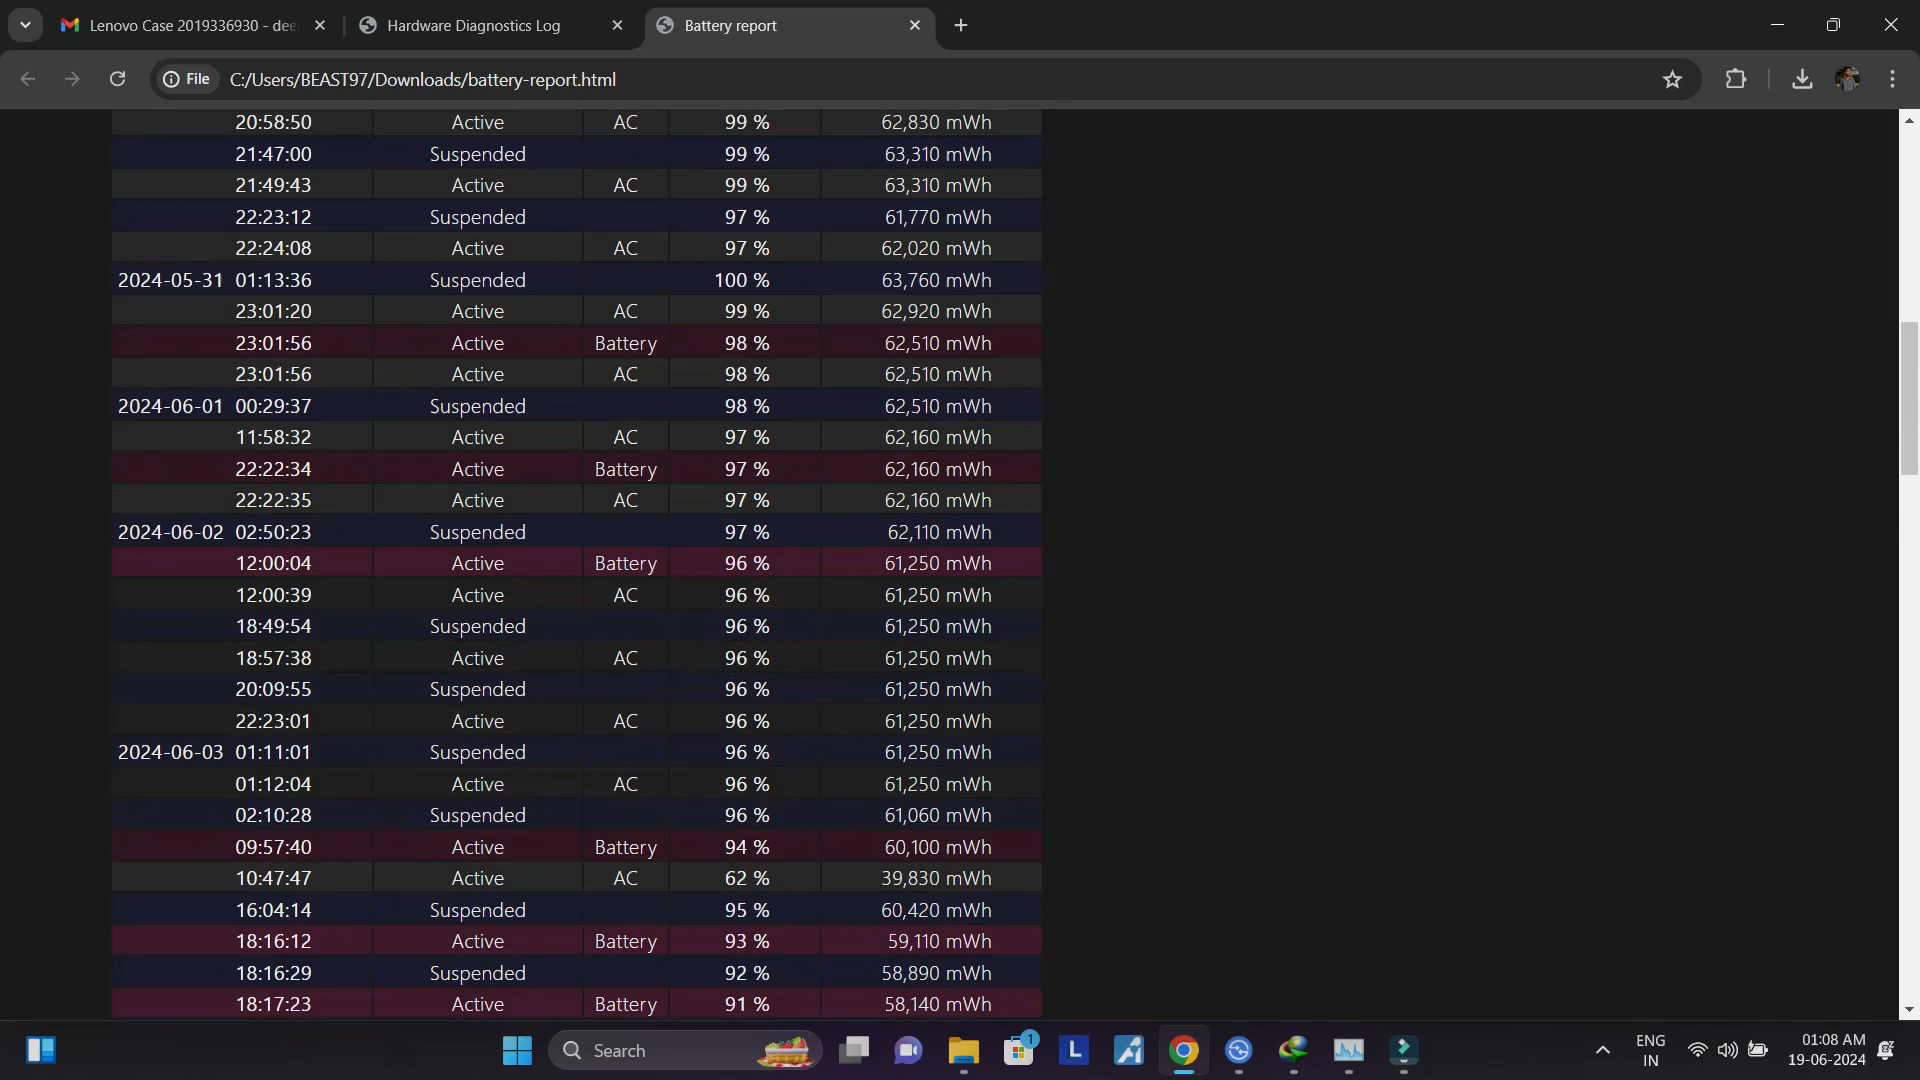 Lenovo Case 2019336930 - dee
Hardware Diagnostics Log
Battery report
File C:/Users/BEAST97/Downloads/battery-report.html
20:58:50 Active AC 99 % 62,830 mWh
21:47:00 Suspended 99 % 63,310 mWh
21:49:43 Active AC 99 % 63,310 mWh
22:23:12 Suspended 97 % 61,770 mWh
22:24:08 Active AC 97 % 62,020 mWh
2024-05-31 01:13:36 Suspended 100 % 63,760 mWh
23:01:20 Active AC 99 % 62,920 mWh
23:01:56 Active Battery 98 % 62,510 mWh
23:01:56 Active AC 98 % 62,510 mWh
2024-06-01 00:29:37 Suspended 98 % 62,510 mWh
11:58:32 Active AC 97 % 62,160 mWh
22:22:34 Active Battery 97 % 62,160 mWh
22:22:35 Active AC 97 % 62,160 mWh
2024-06-02 02:50:23 Suspended 97 % 62,110 mWh
12:00:04 Active Battery 96 % 61,250 mWh
12:00:39 Active AC 96 % 61,250 mWh
18:49:54 Suspended 96 % 61,250 mWh
18:57:38 Active AC 96 % 61,250 mWh
20:09:55 Suspended 96 % 61,250 mWh
22:23:01 Active AC 96 % 61,250 mWh
2024-06-03 01:11:01 Suspended 96 % 61,250 mWh
01:12:04 Active AC 96 % 61,250 mWh
02:10:28 Suspended 96 % 61,060 mWh
09:57:40 Active Battery 94 % 60,100 mWh
10:47:47 Active AC 62 % 39,830 mWh
16:04:14 Suspended 95 % 60,420 mWh
18:16:12 Active Battery 93 % 59,110 mWh
18:16:29 Suspended 92 % 58,890 mWh
18:17:23 Active Battery 91 % 58,140 mWh
Search
1
L
ENG
IN
01:08 AM
19-06-2024